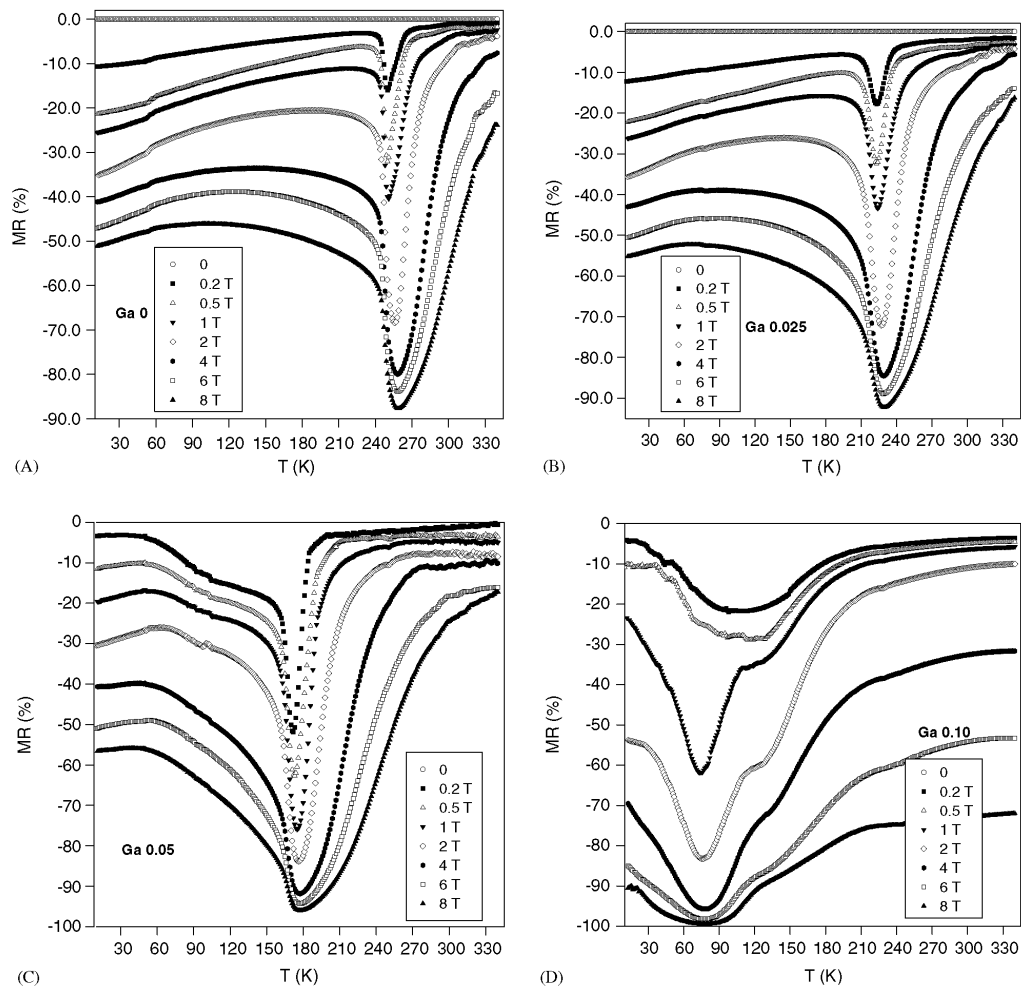 0.0
-10.0
-20.0
-30.0
-40.0
-50.0
-60.0
-70.0
-80.0
-90.0
MR (%)
Ga 0
0
0.2 T
0.5 T
1 T
2 T
4 T
6 T
8 T
30 60 90 120 150 180 210 240 270 300 330
(A)
T (K)
0.0
-10.0
-20.0
-30.0
-40.0
-50.0
-60.0
-70.0
-80.0
-90.0
MR (%)
Ga 0.025
0
0.2 T
0.5 T
1 T
2 T
4 T
6 T
8 T
30 60 90 120 150 180 210 240 270 300 330
(B)
T (K)
0
-10
-20
-30
-40
-50
-60
-70
-80
-90
-100
MR (%)
Ga 0.05
0
0.2 T
0.5 T
1 T
2 T
4 T
6 T
8 T
30 60 90 120 150 180 210 240 270 300 330
(C)
T (K)
0
-10
-20
-30
-40
-50
-60
-70
-80
-90
-100
MR (%)
Ga 0.10
0
0.2 T
0.5 T
1 T
2 T
4 T
6 T
8 T
30 60 90 120 150 180 210 240 270 300 330
(D)
T (K)